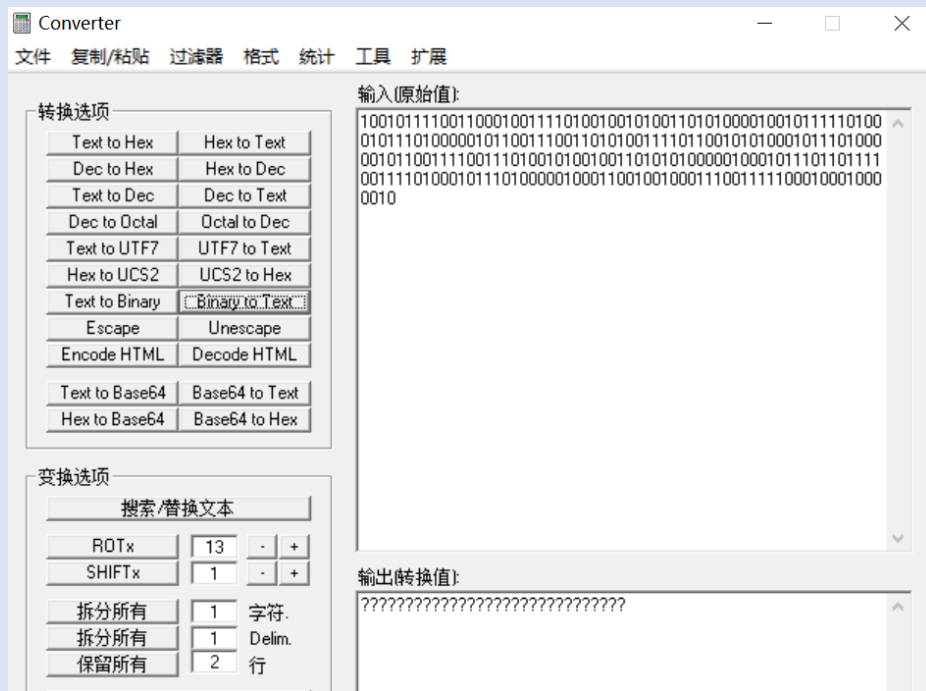 Converter
文件 复制/粘贴 过滤器 格式 统计 工具 扩展
转换选项
Text to Hex Hex to Text
Dec to Hex Hex to Dec
Text to Dec Dec to Text
Dec to Octal Octal to Dec
Text to UTF7 UTF7 to Text
Hex to UCS2 UCS2 to Hex
Text to Binary Binary to Text
Escape Unescape
Encode HTML Decode HTML
Text to Base64 Base64 to Text
Hex to Base64 Base64 to Hex
变换选项
搜索/替换文本
ROTx 13 - +
SHIFTx 1 - +
拆分所有 1 字符.
拆分所有 1 Delim.
保留所有 2 行
输入(原始值):
0010
输出(转换值):
??????????????????????????????